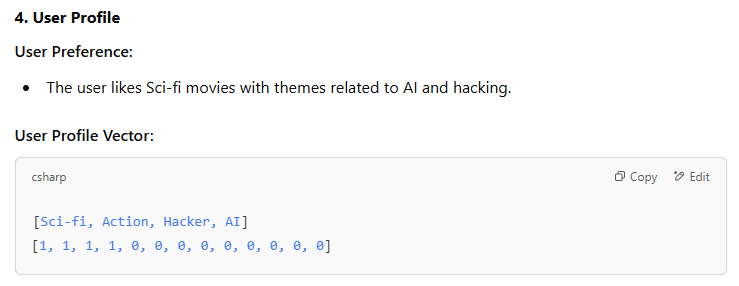 4. User Profile
User Preference:
• The user likes Sci-fi movies with themes related to AI and hacking.
User Profile Vector:
csharp Copy Edit
[Sci-fi, Action, Hacker, AI]
[1, 1, 1, 1, 0, 0, 0, 0, 0, 0, 0, 0, 0]